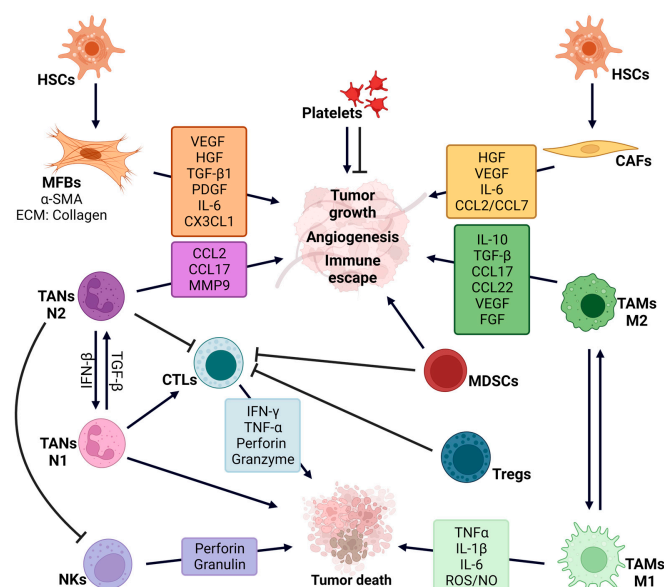 HSCs
HSCs
Platelets
MFBs
α-SMA
ECM: Collagen
VEGF
HGF
TGF-β1
PDGF
IL-6
CX3CL1
Tumor
growth
Angiogenesis
Immune
escape
HGF
VEGF
IL-6
CCL2/CCL7
CAFs
CCL2
CCL17
MMP9
IL-10
TGF-β
CCL17
CCL22
VEGF
FGF
TANs
N2
TAMs
M2
IFN-β
TGF-β
CTLs
MDSCs
IFN-γ
TNF-α
Perforin
Granzyme
TANs
N1
Tregs
Perforin
Granulin
TNFα
IL-1β
IL-6
ROS/NO
NKs
Tumor death
TAMs
M1